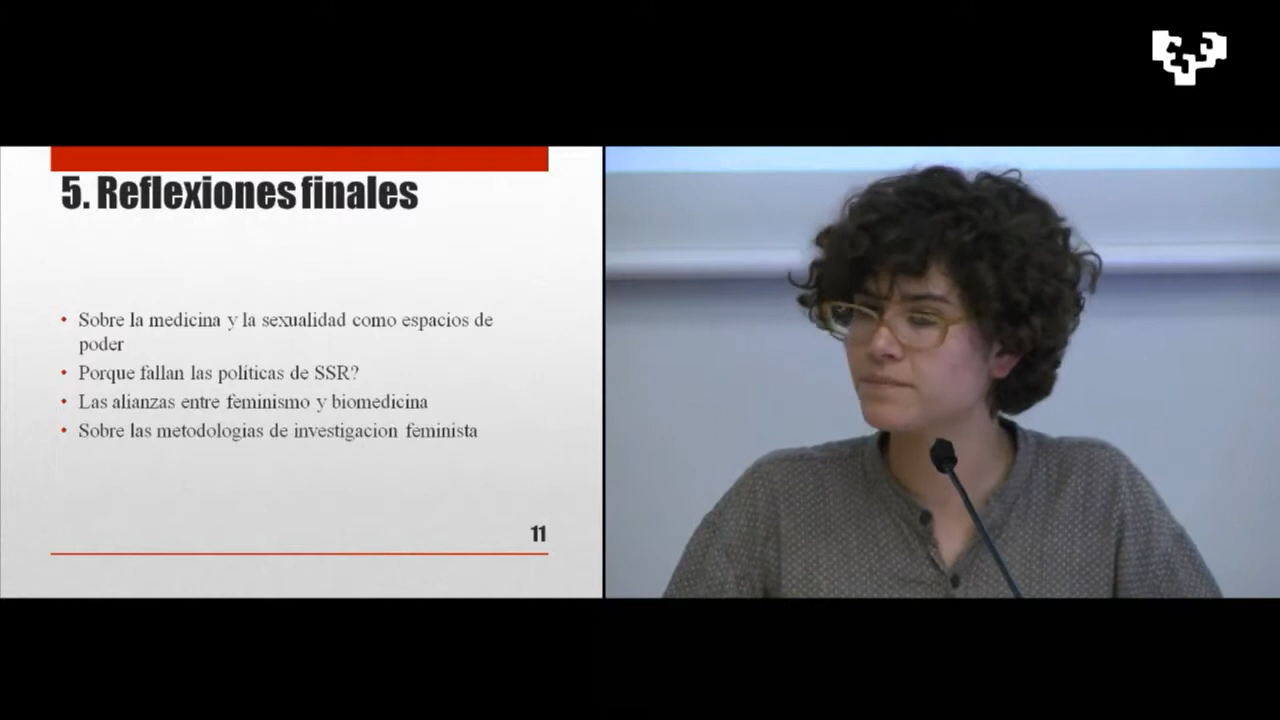 5. Reflexiones finales
• Sobre la medicina y la sexualidad como espacios de
poder
• Porque fallan las políticas de SSR?
• Las alianzas entre feminismo y biomedicina
• Sobre las metodologias de investigacion feminista
11